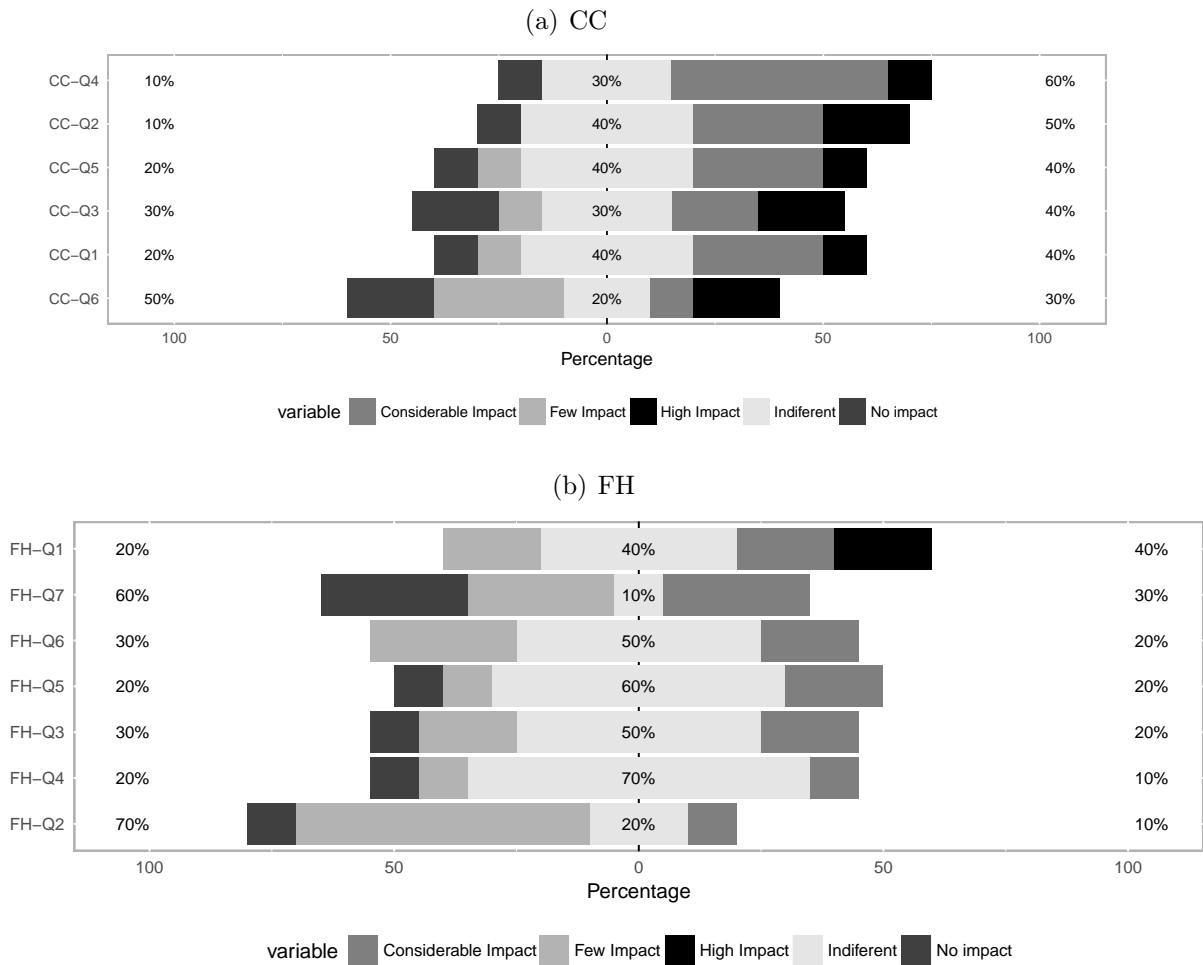 (a) CC
CC−Q4 10% 30% 60%
CC−Q2 10% 40% 50%
CC−Q5 20% 40% 40%
CC−Q3 30% 30% 40%
CC−Q1 20% 40% 40%
CC−Q6 50% 20% 30%
100 50 0 50 100
Percentage
variable Considerable Impact Few Impact High Impact Indiferent No impact
(b) FH
FH−Q1 20% 40% 40%
FH−Q7 60% 10% 30%
FH−Q6 30% 50% 20%
FH−Q5 20% 60% 20%
FH−Q3 30% 50% 20%
FH−Q4 20% 70% 10%
FH−Q2 70% 20% 10%
100 50 0 50 100
Percentage
variable Considerable Impact Few Impact High Impact Indiferent No impact